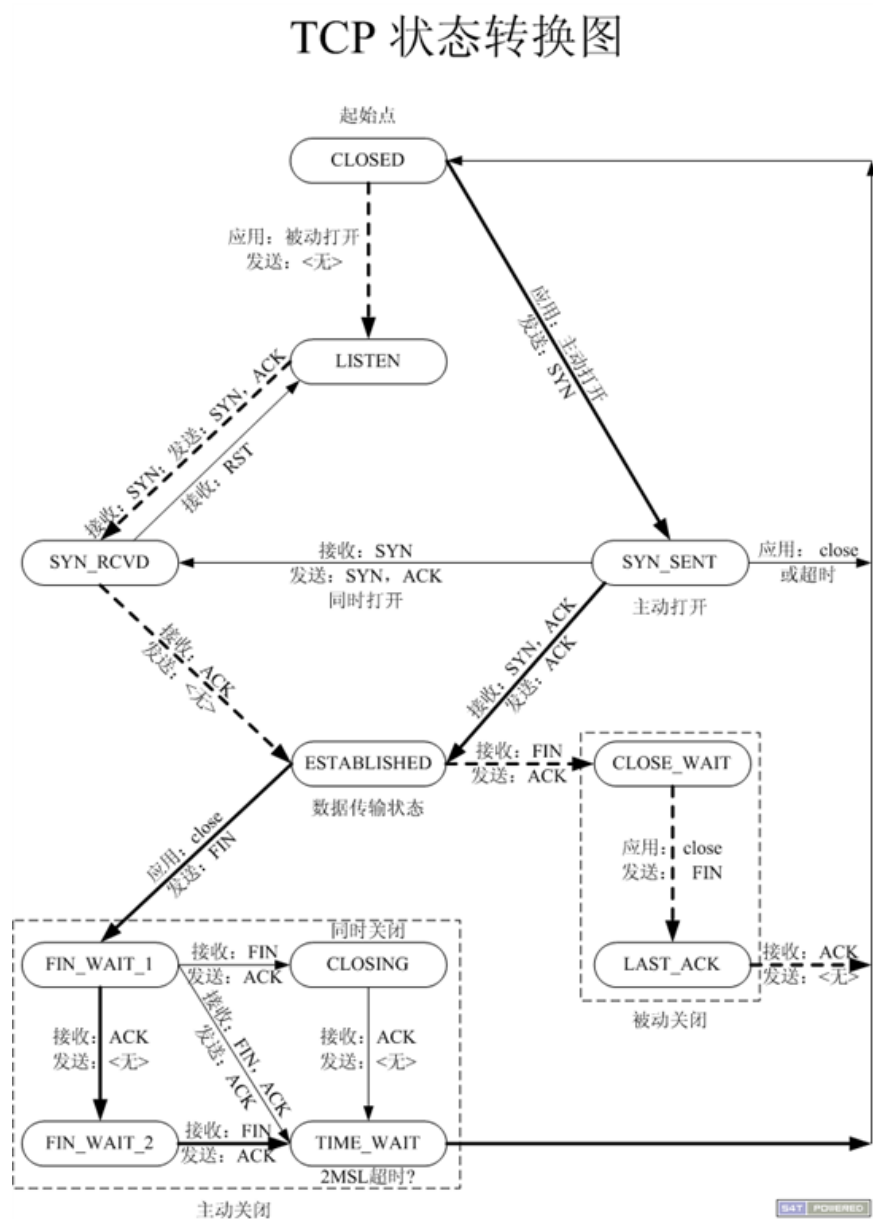 TCP 状态转换图
起始点
CLOSED
应用：被动打开
发送：<无>
应用：主动打开
发送：SYN
LISTEN
接收：SYN；发送：SYN，ACK
接收：RST
SYN_RCVD
接收：SYN
发送：SYN，ACK
同时打开
SYN_SENT
主动打开
应用： close
或超时
接收：ACK
发送：<无>
接收：SYN，ACK
发送：ACK
ESTABLISHED
数据传输状态
接收：FIN
发送：ACK
CLOSE_WAIT
应用： close
发送： FIN
应用：close
发送：FIN
LAST_ACK
接收：ACK
发送：<无>
被动关闭
同时关闭
FIN_WAIT_1
接收：FIN
发送：ACK
CLOSING
接收：ACK
发送：<无>
接收：FIN，ACK
发送：ACK
接收：ACK
发送：<无>
FIN_WAIT_2
接收：FIN
发送：ACK
TIME_WAIT
2MSL超时?
主动关闭
S4T POWERED